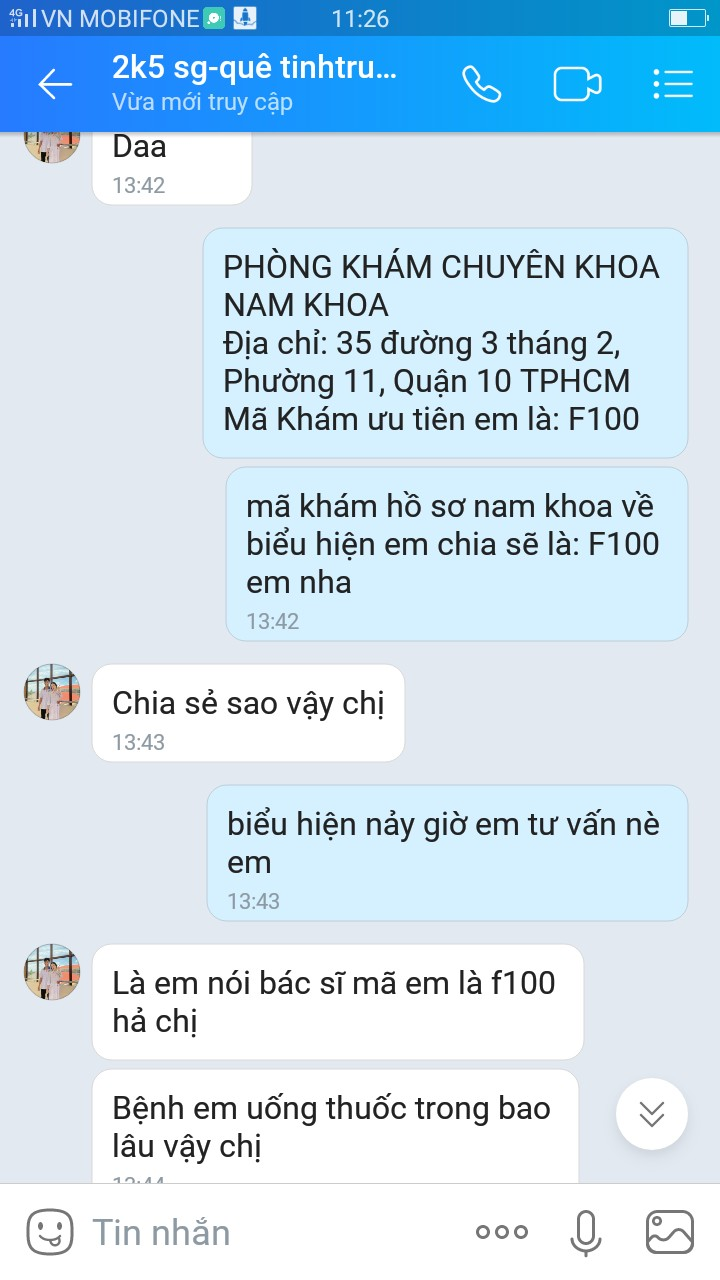 4G VN MOBIFONE 11:26
2k5 sg-quê tinhtru...
Vừa mới truy cập
Daa
13:42
PHÒNG KHÁM CHUYÊN KHOA
NAM KHOA
Địa chỉ: 35 đường 3 tháng 2,
Phường 11, Quận 10 TPHCM
Mã Khám ưu tiên em là: F100
mã khám hồ sơ nam khoa về
biểu hiện em chia sẽ là: F100
em nha
13:42
Chia sẻ sao vậy chị
13:43
biểu hiện nảy giờ em tư vấn nè
em
13:43
Là em nói bác sĩ mã em là f100
hả chị
Bệnh em uống thuốc trong bao
lâu vậy chị
13:44
Tin nhắn